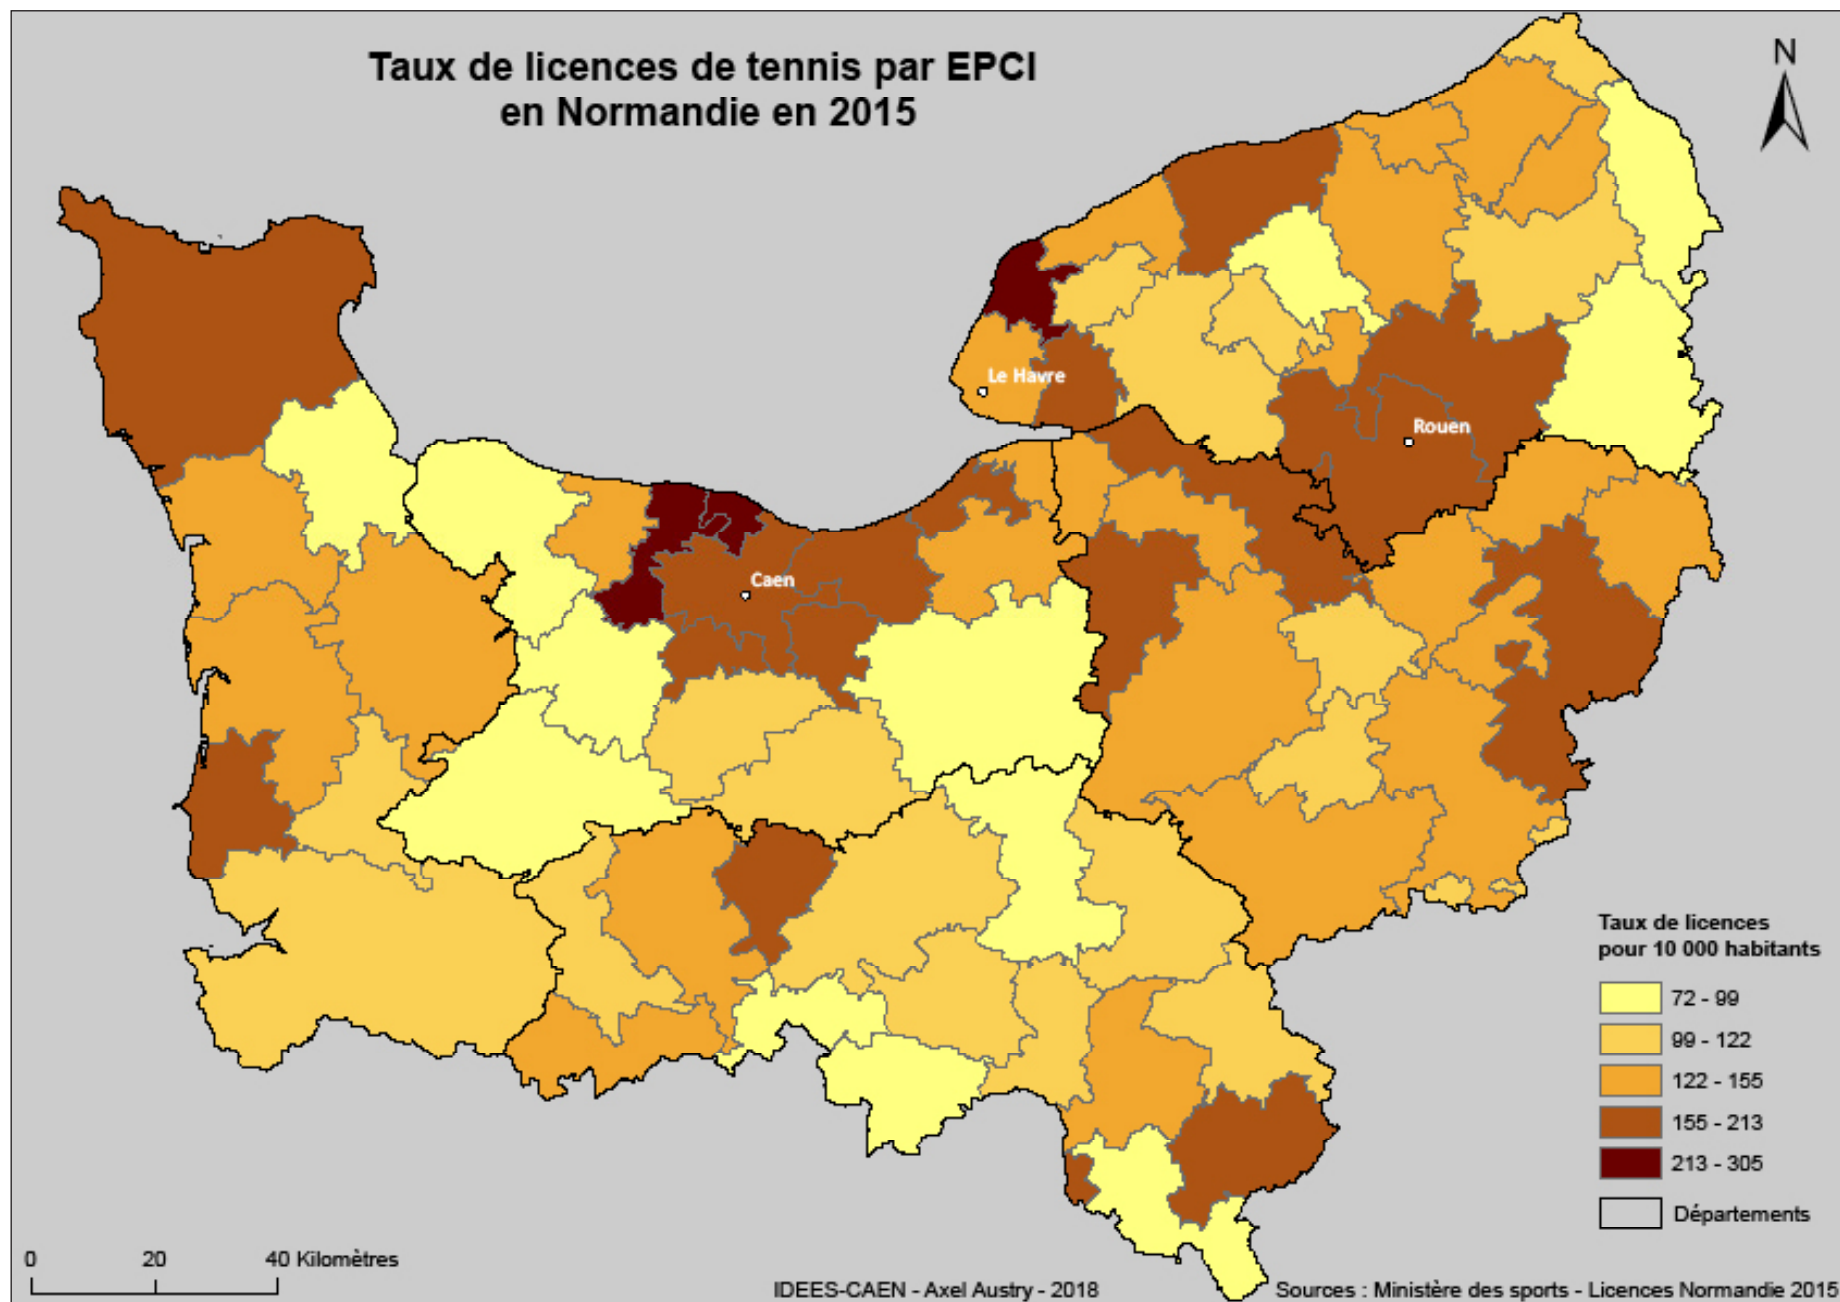 Taux de licences de tennis par EPCI
en Normandie en 2015
N
Le Havre
Rouen
Caen
Taux de licences
pour 10 000 habitants
72 - 99
99 - 122
122 - 155
155 - 213
213 - 305
Départements
0 20 40 Kilomètres
IDEES-CAEN - Axel Austry - 2018
Sources : Ministère des sports - Licences Normandie 2015